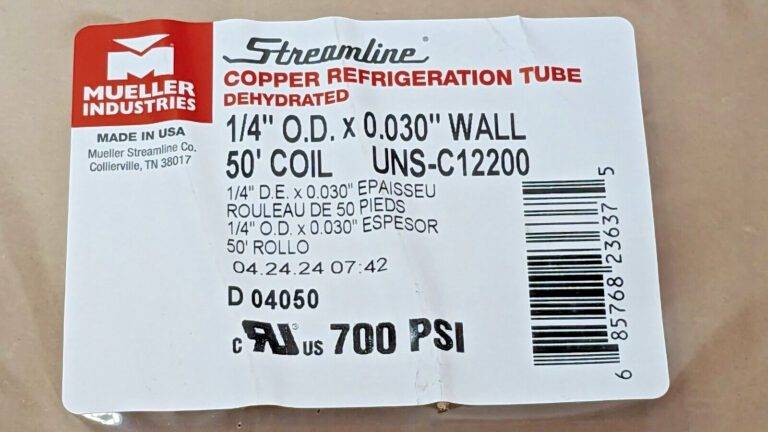 Streamline®
MUELLER
INDUSTRIES
COPPER REFRIGERATION TUBE
DEHYDRATED
MADE IN USA
Mueller Streamline Co.
Collierville, TN 38017
1/4" O.D. x 0.030" WALL
50' COIL UNS-C12200
1/4" D.E. x 0.030" EPAISSEU
ROULEAU DE 50 PIEDS
1/4" O.D. x 0.030" ESPESOR
50' ROLLO
04.24.24 07:42
D 04050
c RU® US 700 PSI
6 85768 23637 5